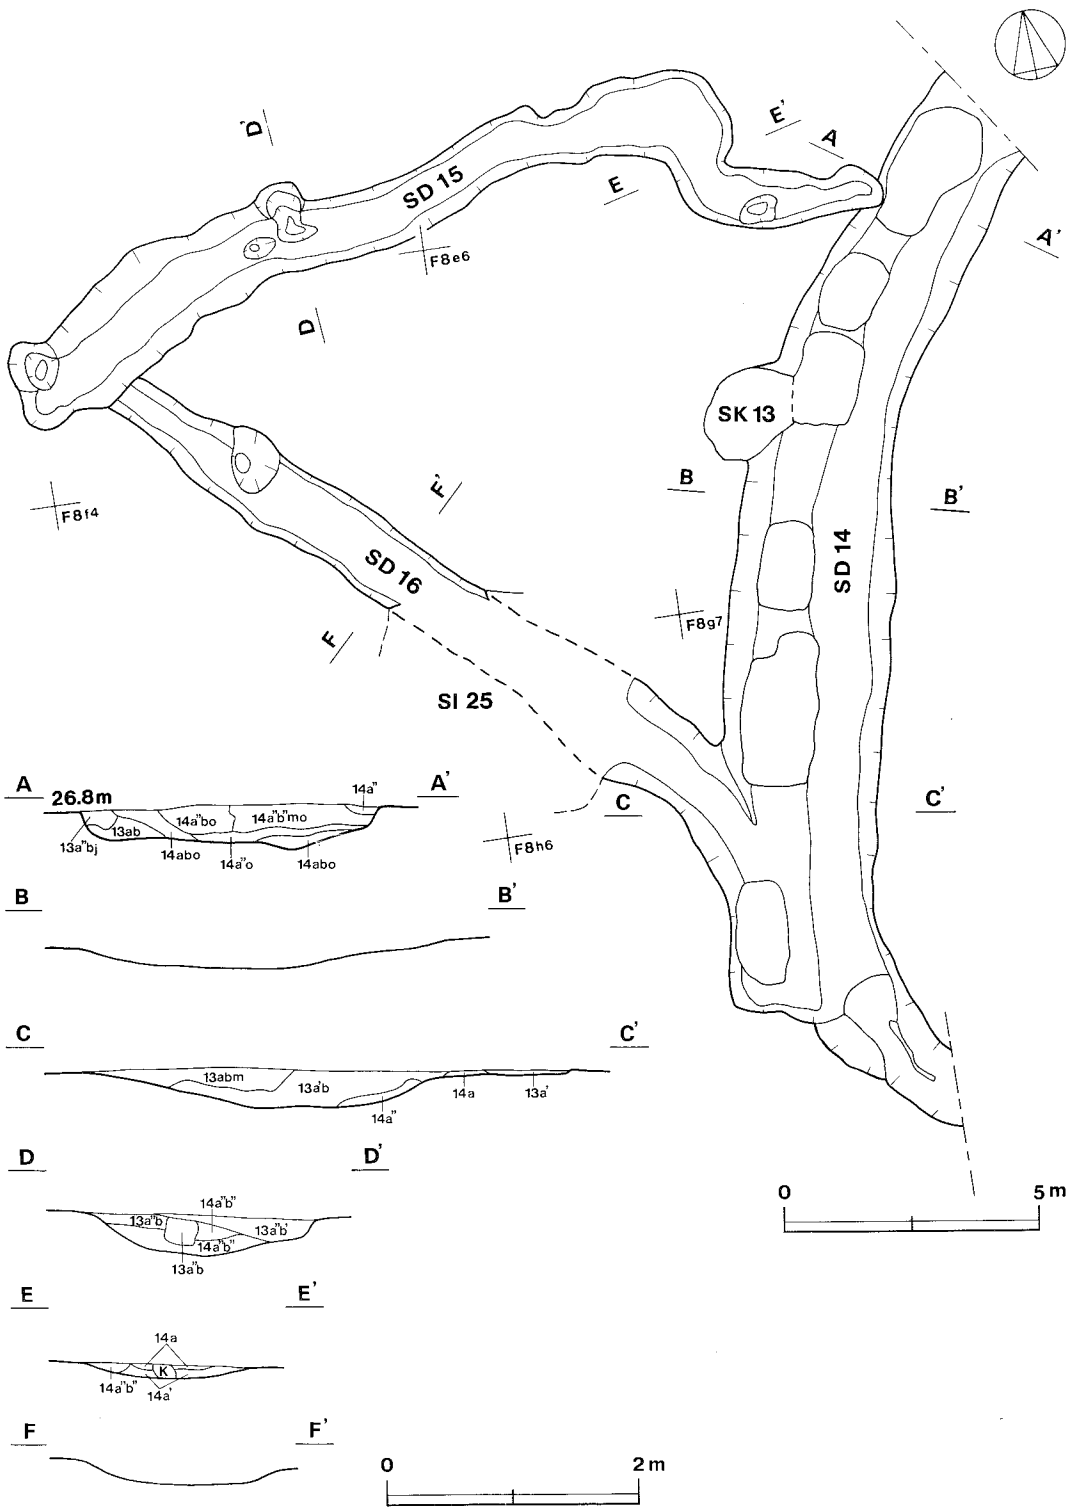 D'
SD 15
E'
A
E
A'
F8e6
D
SK 13
F'
B
B'
F8f4
SD 16
SD 14
F8g7
F
SI 25
A
26.8m
A'
14a"
14a"bo
14a"b"mo
13ab
13a"bj
14abo
14a"o
14abo
C
C'
F8h6
B
B'
C
C'
13abm
13a'b
14a
13a'
14a"
D
D'
0
5m
14a"b"
13a"b
13a"b'
14a"b"
13a"b
E
E'
14a
K
14a"b"
14a'
F
F'
0
2m